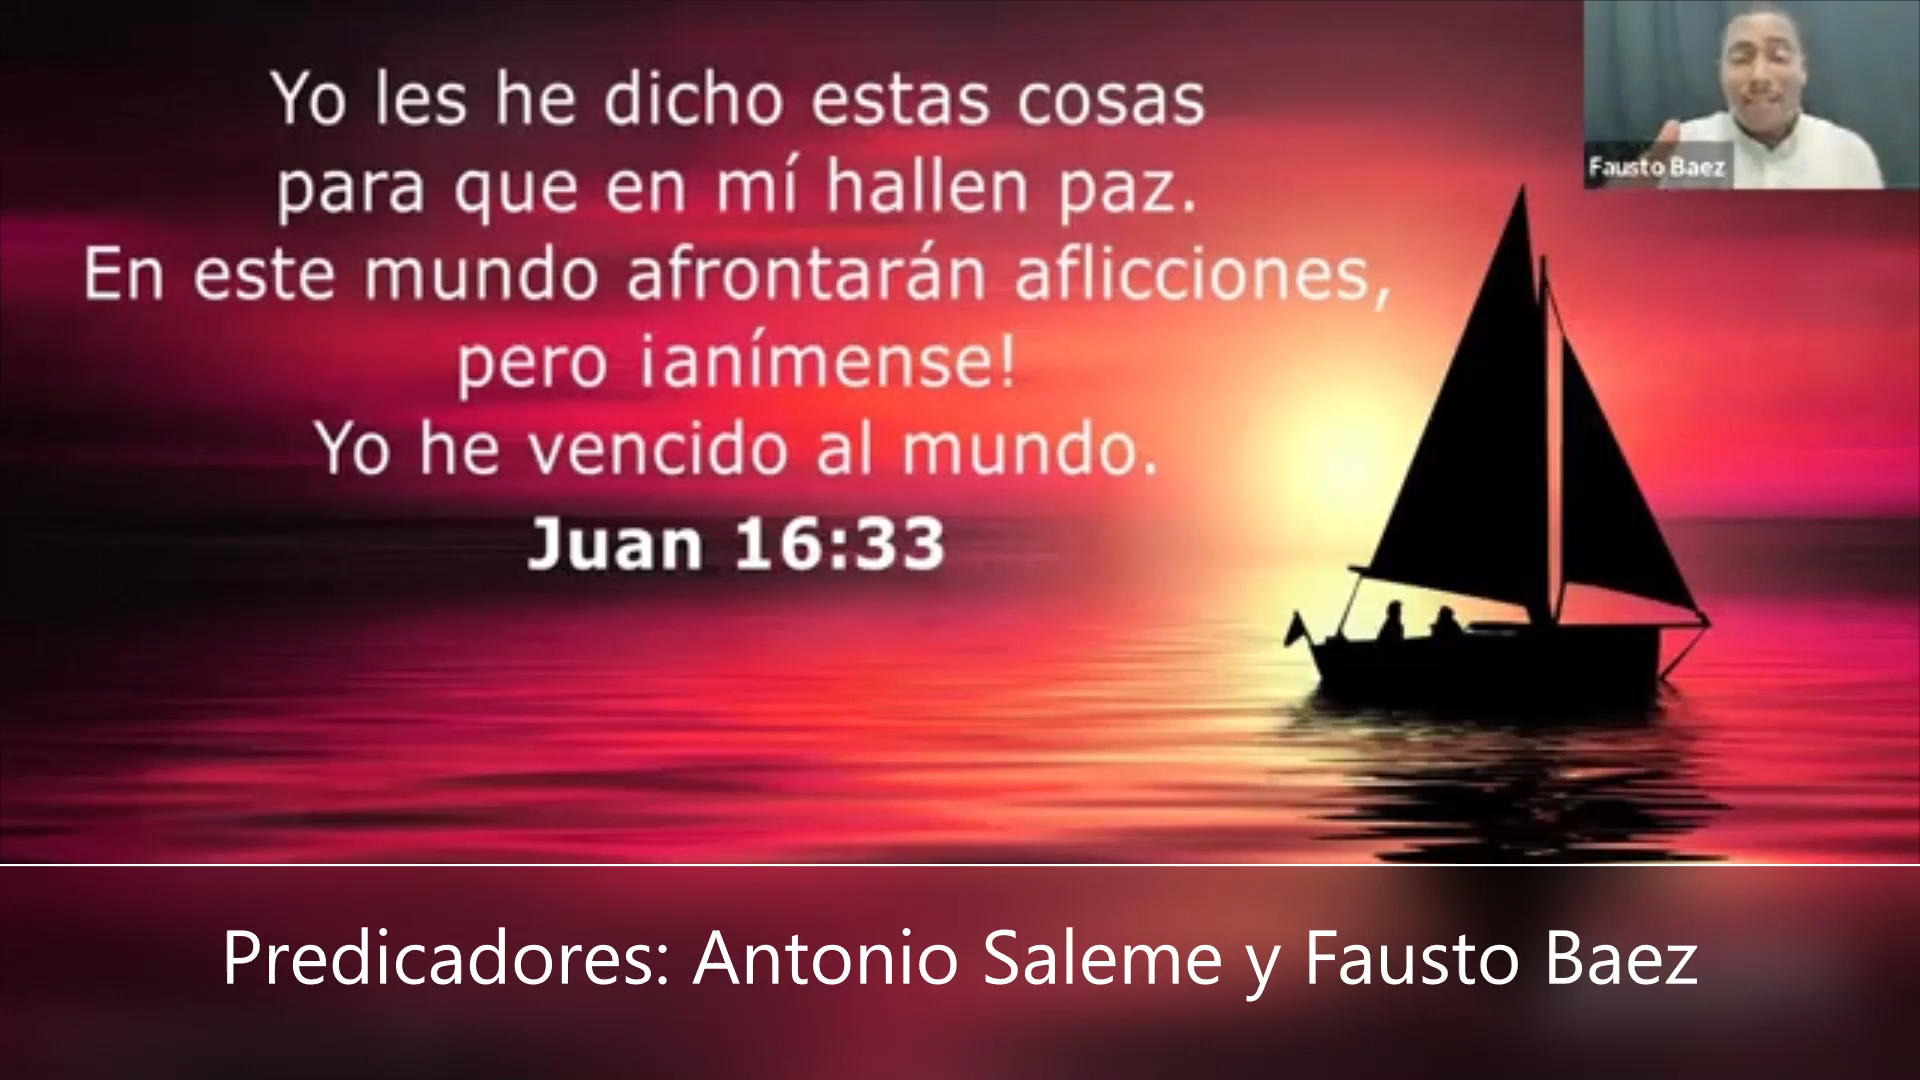 Yo les he dicho estas cosas
para que en mí hallen paz.
En este mundo afrontarán aflicciones,
pero ¡anímense!
Yo he vencido al mundo.
Juan 16:33
Fausto Baez
Predicadores: Antonio Saleme y Fausto Baez